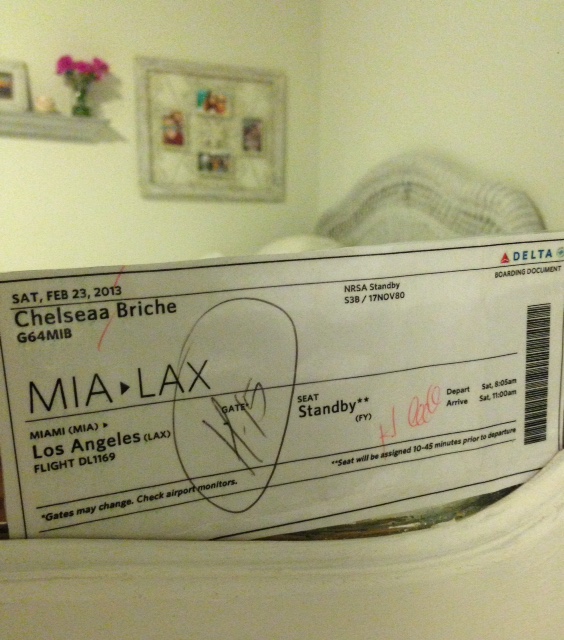 DELTA
BOARDING DOCUMENT
SAT, FEB 23, 2013
Chelseaa Briche
G64MIB
NRSA Standby
S3B / 17NOV80
MIA ▸ LAX
MIAMI (MIA) ▸
Los Angeles (LAX)
FLIGHT DL1169
GATE*
SEAT
Standby**
(FY)
Depart Sat, 8:05am
Arrive Sat, 11:00am
*Gates may change. Check airport monitors.
**Seat will be assigned 10-45 minutes prior to departure